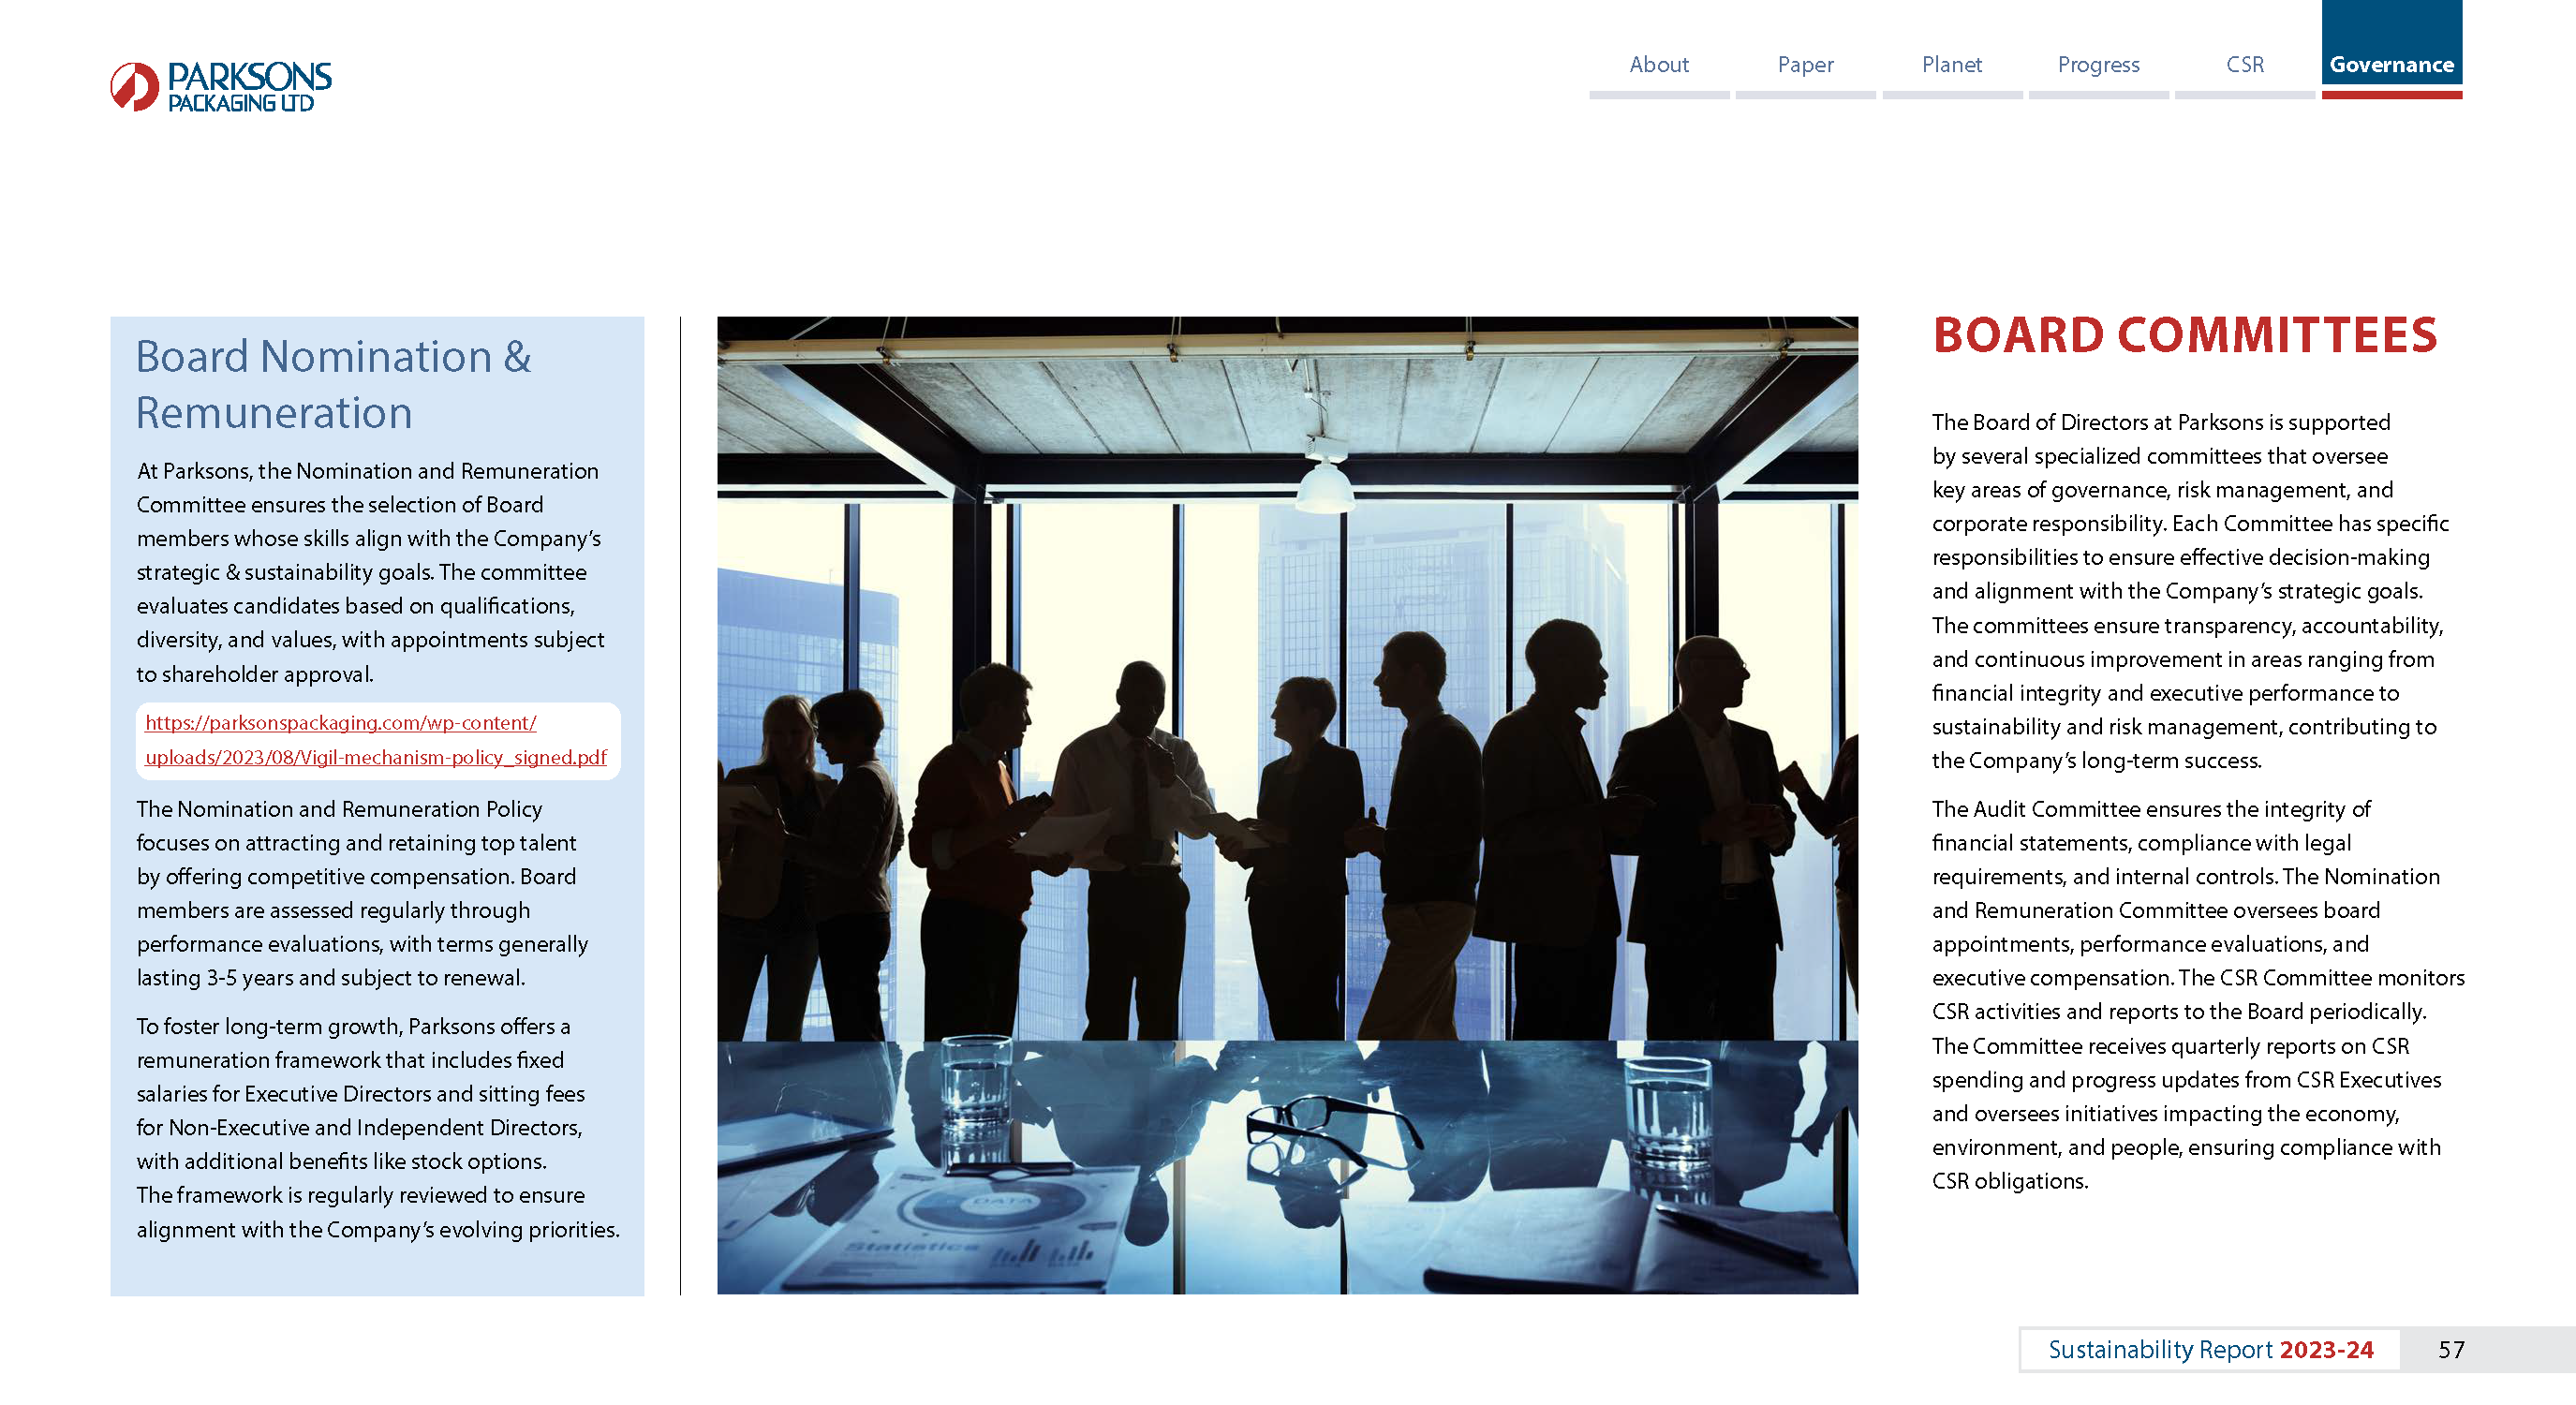 PARKSONS
PACKAGING LTD
About
Paper
Planet
Progress
CSR
Governance
Board Nomination &
Remuneration
At Parksons, the Nomination and Remuneration
Committee ensures the selection of Board
members whose skills align with the Company’s
strategic & sustainability goals. The committee
evaluates candidates based on qualifications,
diversity, and values, with appointments subject
to shareholder approval.
https://parksonspackaging.com/wp-content/
uploads/2023/08/Vigil-mechanism-policy_signed.pdf
The Nomination and Remuneration Policy
focuses on attracting and retaining top talent
by offering competitive compensation. Board
members are assessed regularly through
performance evaluations, with terms generally
lasting 3-5 years and subject to renewal.
To foster long-term growth, Parksons offers a
remuneration framework that includes fixed
salaries for Executive Directors and sitting fees
for Non-Executive and Independent Directors,
with additional benefits like stock options.
The framework is regularly reviewed to ensure
alignment with the Company’s evolving priorities.
DATA
Statistics
BOARD COMMITTEES
The Board of Directors at Parksons is supported
by several specialized committees that oversee
key areas of governance, risk management, and
corporate responsibility. Each Committee has specific
responsibilities to ensure effective decision-making
and alignment with the Company’s strategic goals.
The committees ensure transparency, accountability,
and continuous improvement in areas ranging from
financial integrity and executive performance to
sustainability and risk management, contributing to
the Company’s long-term success.
The Audit Committee ensures the integrity of
financial statements, compliance with legal
requirements, and internal controls. The Nomination
and Remuneration Committee oversees board
appointments, performance evaluations, and
executive compensation. The CSR Committee monitors
CSR activities and reports to the Board periodically.
The Committee receives quarterly reports on CSR
spending and progress updates from CSR Executives
and oversees initiatives impacting the economy,
environment, and people, ensuring compliance with
CSR obligations.
Sustainability Report 2023-24
57